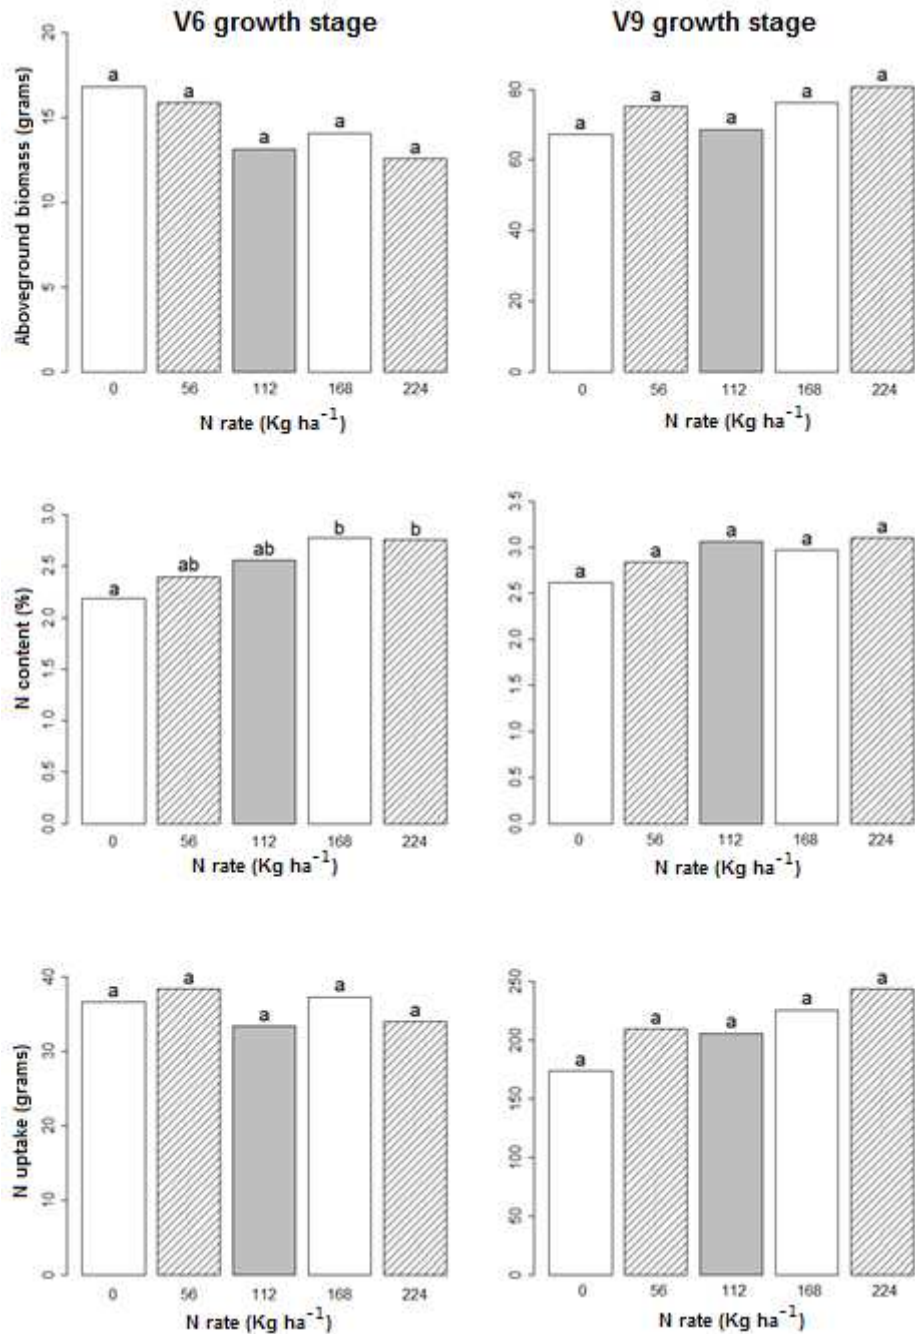 V6 growth stage
V9 growth stage
Aboveground biomass (grams)
20
15
10
5
0
a a a a a
0 56 112 168 224
N rate (Kg ha⁻¹)
80
60
40
20
0
a a a a a
0 56 112 168 224
N rate (Kg ha⁻¹)
N content (%)
3.0
2.5
2.0
1.5
1.0
0.5
0.0
a ab ab b b
0 56 112 168 224
N rate (Kg ha⁻¹)
3.5
3.0
2.5
2.0
1.5
1.0
0.5
0.0
a a a a a
0 56 112 168 224
N rate (Kg ha⁻¹)
N uptake (grams)
40
30
20
10
0
a a a a a
0 56 112 168 224
N rate (Kg ha⁻¹)
250
200
150
100
50
0
a a a a a
0 56 112 168 224
N rate (Kg ha⁻¹)